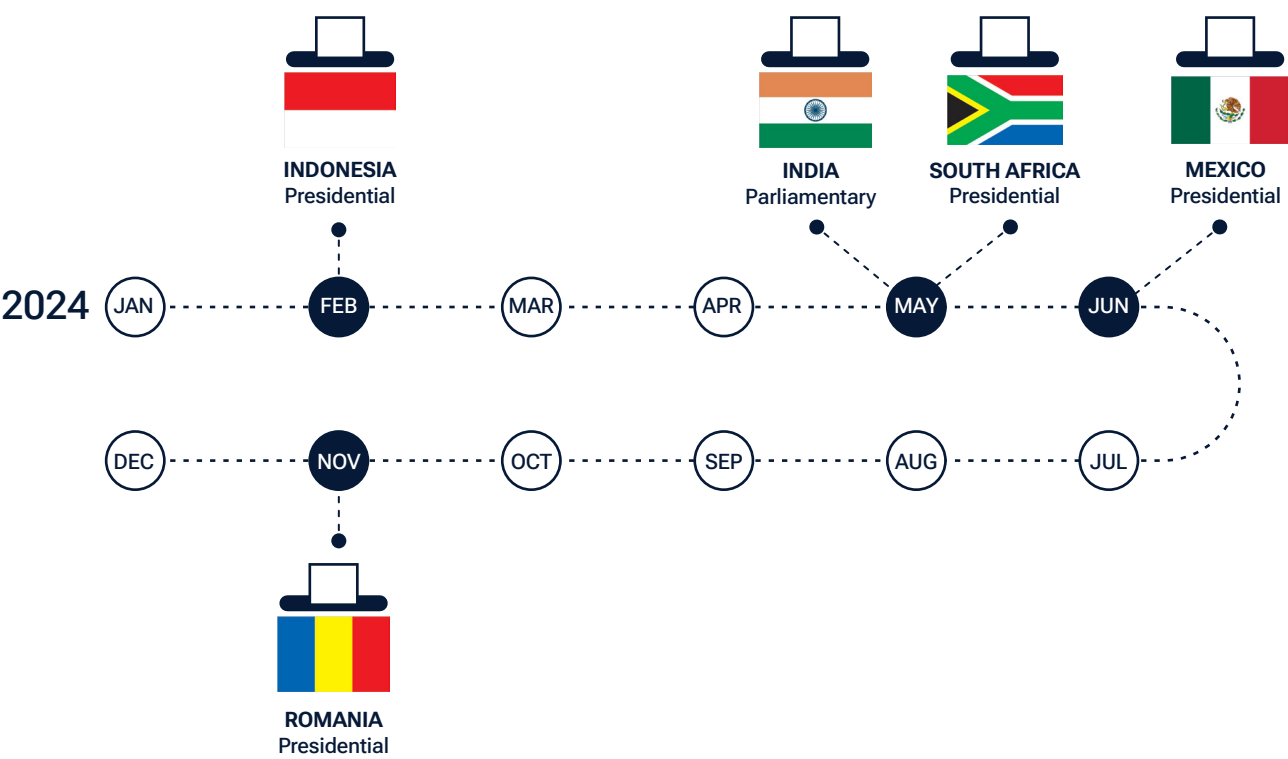 INDONESIA
Presidential
INDIA
Parliamentary
SOUTH AFRICA
Presidential
MEXICO
Presidential
2024 JAN FEB MAR APR MAY JUN
DEC NOV OCT SEP AUG JUL
ROMANIA
Presidential